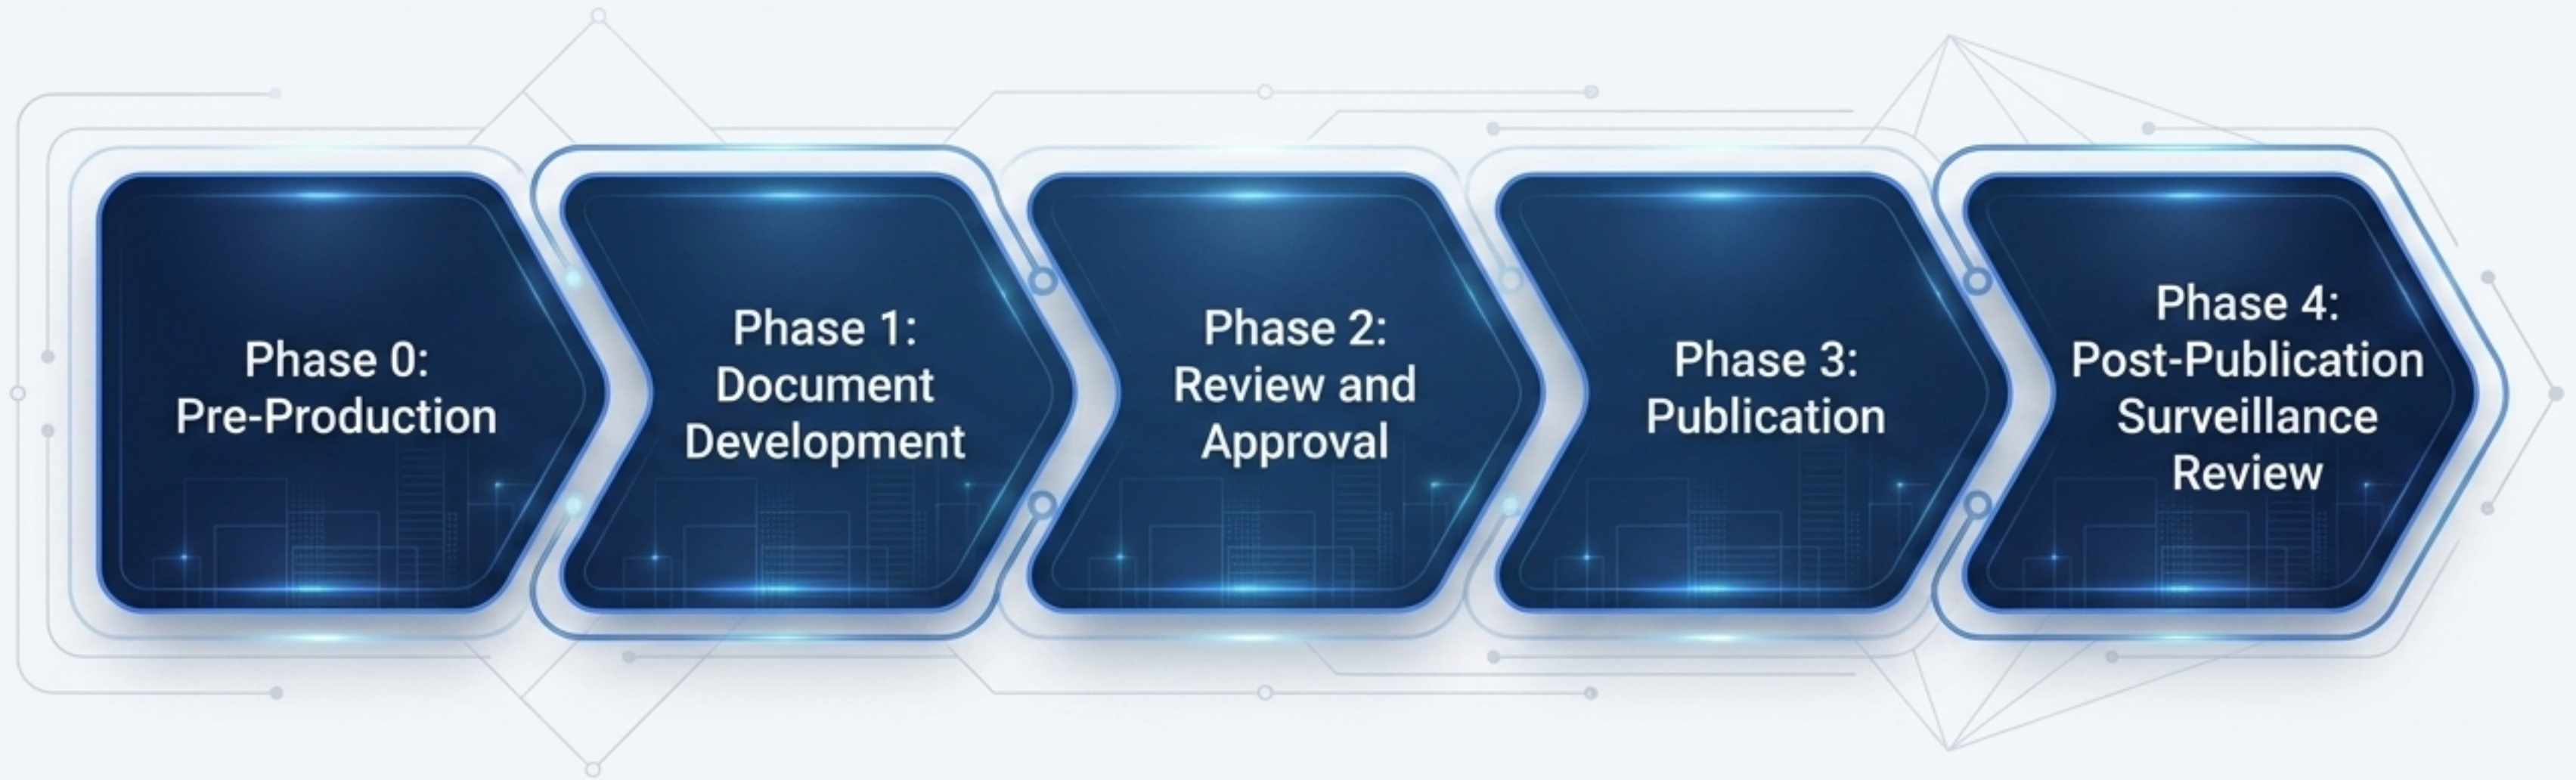 Phase 0:
Pre-Production
Phase 1:
Document
Development
Phase 2:
Review and
Approval
Phase 3:
Publication
Phase 4:
Post-Publication
Surveillance
Review